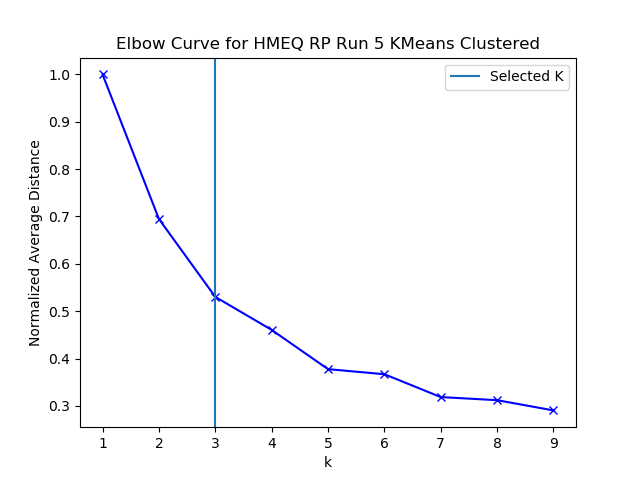 Elbow Curve for HMEQ RP Run 5 KMeans Clustered
Selected K
1.0
0.9
0.8
0.7
0.6
0.5
0.4
0.3
Normalized Average Distance
1 2 3 4 5 6 7 8 9
k